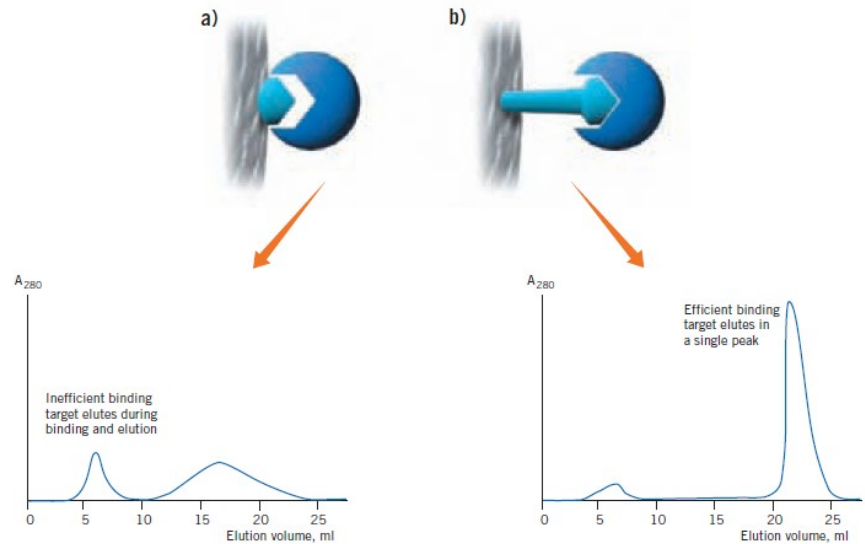 a)
b)
A280
Inefficient binding
target elutes during
binding and elution
0 5 10 15 20 25
Elution volume, ml
A280
Efficient binding
target elutes in
a single peak
0 5 10 15 20 25
Elution volume, ml